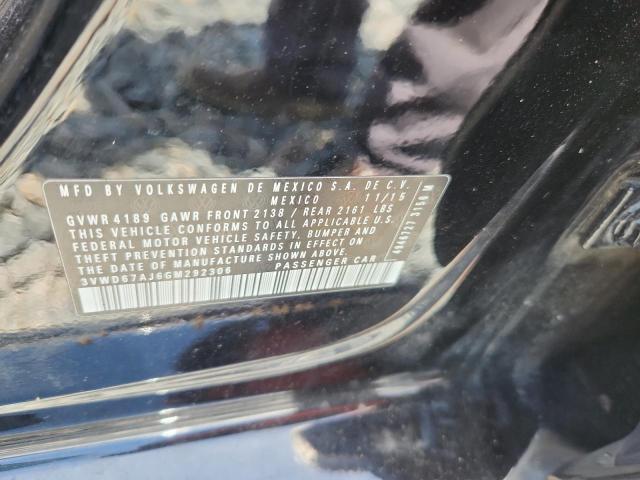 MFD BY VOLKSWAGEN DE MEXICO S.A. DE C.V.
MEXICO 11/15
GVWR 4189 GAWR FRONT 2138 / REAR 2161 LBS
THIS VEHICLE CONFORMS TO ALL APPLICABLE U.S.
FEDERAL MOTOR VEHICLE SAFETY, BUMPER AND
THEFT PREVENTION STANDARDS IN EFFECT ON
THE DATE OF MANUFACTURE SHOWN ABOVE.
3VWD67AJ6GM292306 PASSENGER CAR